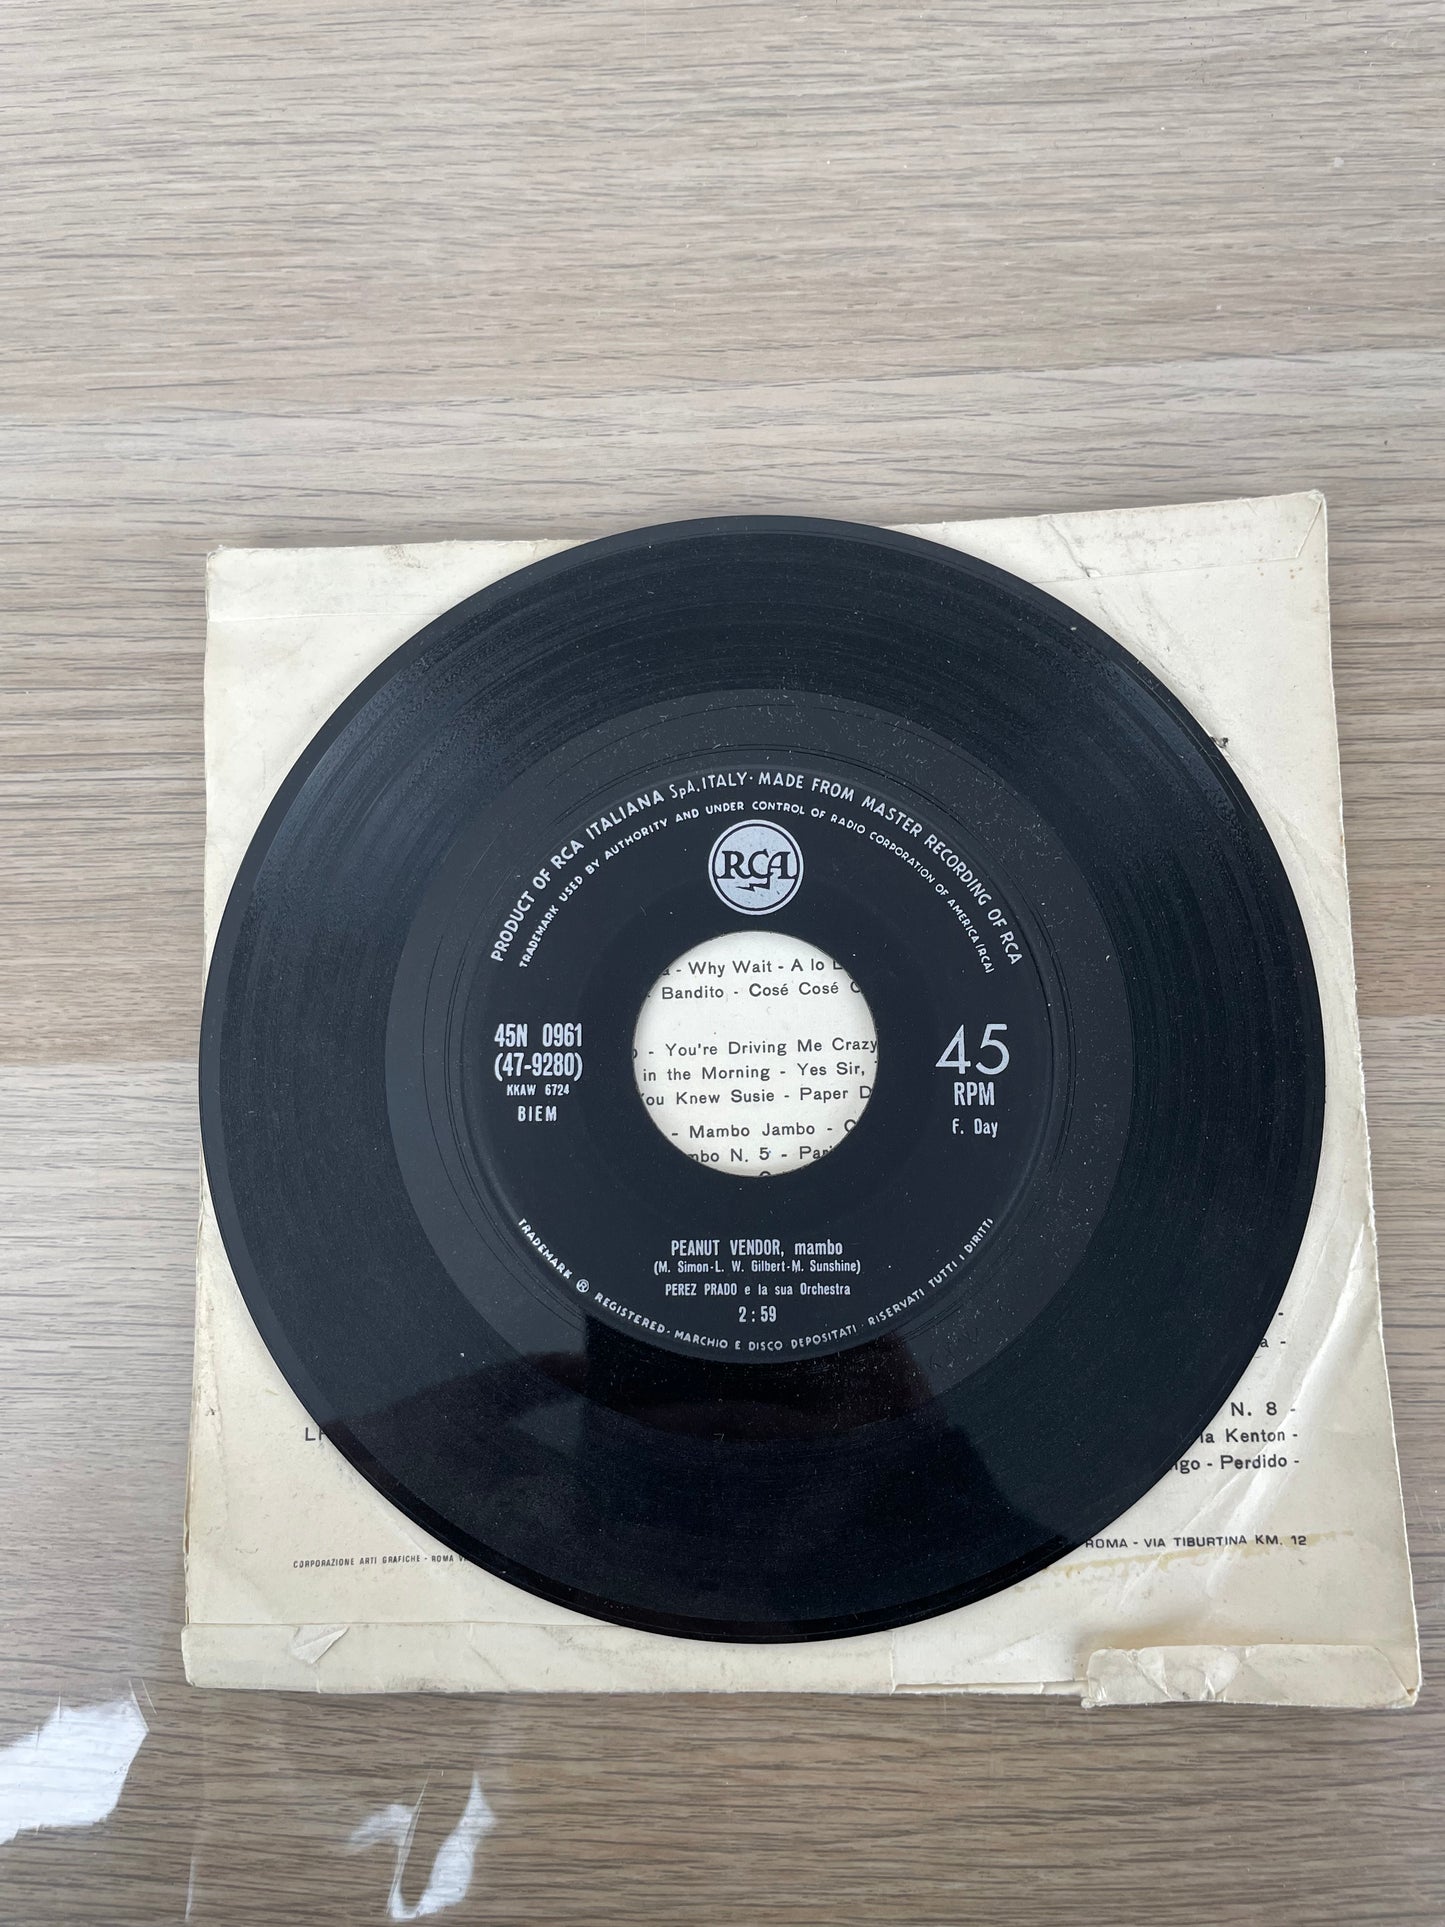 PRODUCT OF RCA ITALIANA SpA. ITALY · MADE FROM MASTER RECORDING OF RCA
TRADEMARK USED BY AUTHORITY AND UNDER CONTROL OF RADIO CORPORATION OF AMERICA (RCA)
RCA
- Why Wait - A lo
- Bandito - Cosé Cosé
- You're Driving Me Crazy
in the Morning - Yes Sir,
You Knew Susie - Paper
- Mambo Jambo -
N. 5 -
45N 0961
(47-9280)
KKAW 6724
BIEM
45
RPM
F. Day
PEANUT VENDOR, mambo
(M. Simon-L. W. Gilbert-M. Sunshine)
PEREZ PRADO e la sua Orchestra
2:59
TRADEMARK ® REGISTERED · MARCHIO E DISCO DEPOSITATI · RISERVATI TUTTI I DIRITTI
N. 8 -
Kenton -
- Perdido -
CORPORAZIONE ARTI GRAFICHE - ROMA
ROMA - VIA TIBURTINA KM. 12